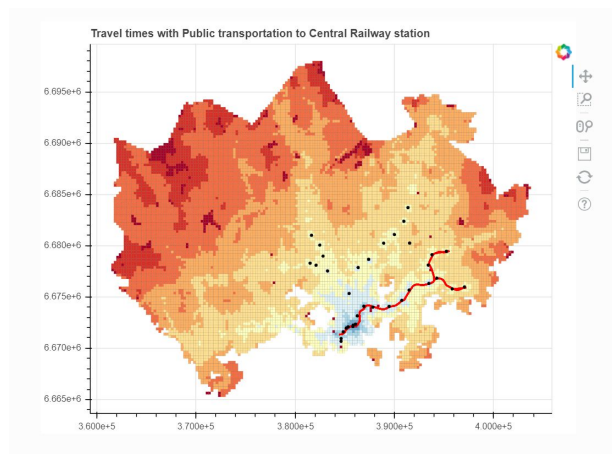 Travel times with Public transportation to Central Railway station
6.695e+6
6.690e+6
6.685e+6
6.680e+6
6.675e+6
6.670e+6
6.665e+6
3.600e+5 3.700e+5 3.800e+5 3.900e+5 4.000e+5
?